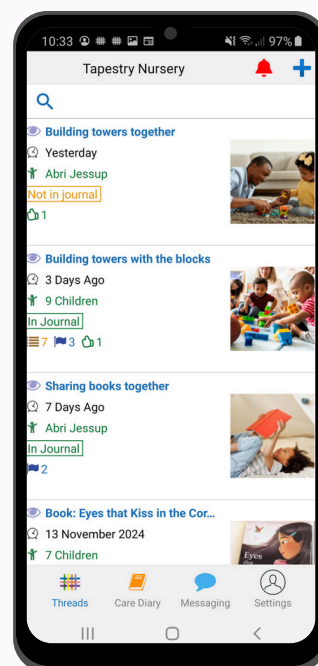 10:33
97%
Tapestry Nursery
Building towers together
Yesterday
Abri Jessup
Not in journal
1
Building towers with the blocks
3 Days Ago
9 Children
In Journal
7 3 1
Sharing books together
7 Days Ago
Abri Jessup
In Journal
2
Book: Eyes that Kiss in the Cor...
13 November 2024
7 Children
Eyes
Threads Care Diary Messaging Settings